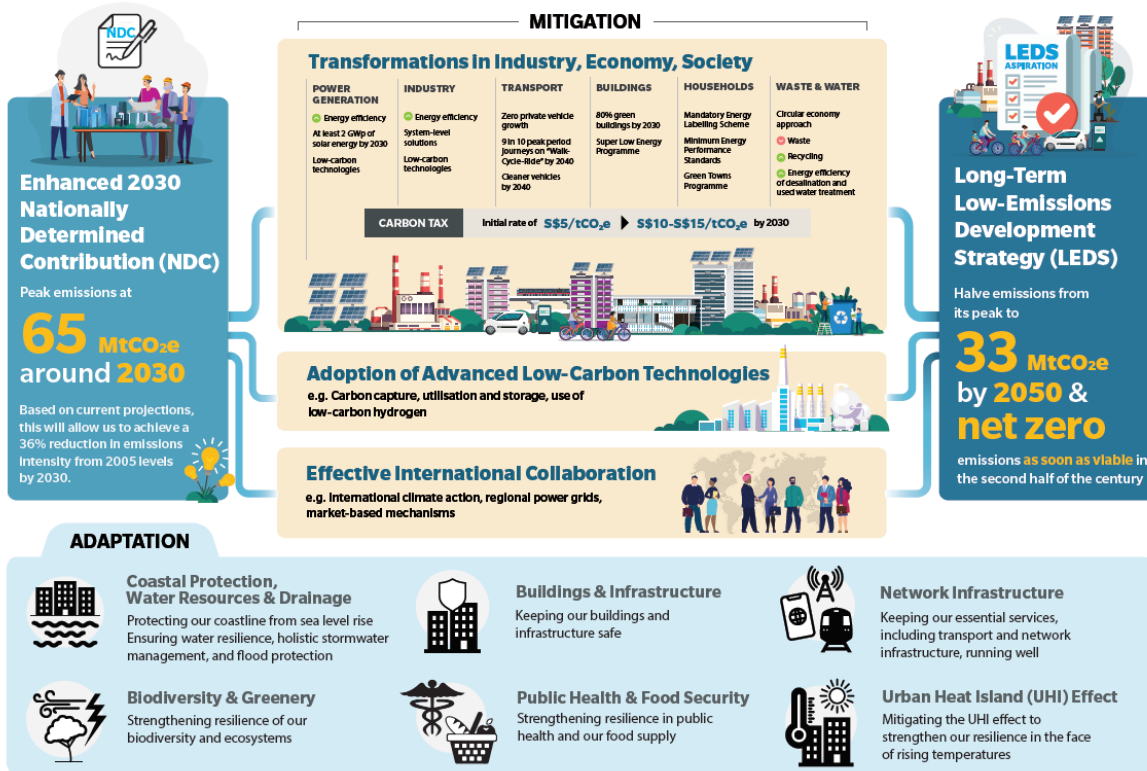 MITIGATION
NDC
Enhanced 2030
Nationally
Determined
Contribution (NDC)
Peak emissions at
65 MtCO₂e
around 2030
Based on current projections,
this will allow us to achieve a
36% reduction in emissions
intensity from 2005 levels
by 2030.
Transformations in Industry, Economy, Society
POWER
GENERATION
Energy efficiency
At least 2 GWp of
solar energy by 2030
Low-carbon
technologies
INDUSTRY
Energy efficiency
System-level
solutions
Low-carbon
technologies
TRANSPORT
Zero private vehicle
growth
9 in 10 peak period
journeys on "Walk-
Cycle-Ride" by 2040
Cleaner vehicles
by 2040
BUILDINGS
80% green
buildings by 2030
Super Low Energy
Programme
HOUSEHOLDS
Mandatory Energy
Labelling Scheme
Minimum Energy
Performance
Standards
Green Towns
Programme
WASTE & WATER
Circular economy
approach
Waste
Recycling
Energy efficiency
of desalination and
used water treatment
CARBON TAX
Initial rate of S$5/tCO₂e S$10-S$15/tCO₂e by 2030
Adoption of Advanced Low-Carbon Technologies
e.g. Carbon capture, utilisation and storage, use of
low-carbon hydrogen
Effective International Collaboration
e.g. International climate action, regional power grids,
market-based mechanisms
LEDS
ASPIRATION
Long-Term
Low-Emissions
Development
Strategy (LEDS)
Halve emissions from
its peak to
33 MtCO₂e
by 2050 &
net zero
emissions as soon as viable in
the second half of the century
ADAPTATION
Coastal Protection,
Water Resources & Drainage
Protecting our coastline from sea level rise
Ensuring water resilience, holistic stormwater
management, and flood protection
Buildings & Infrastructure
Keeping our buildings and
infrastructure safe
Network Infrastructure
Keeping our essential services,
including transport and network
infrastructure, running well
Biodiversity & Greenery
Strengthening resilience of our
biodiversity and ecosystems
Public Health & Food Security
Strengthening resilience in public
health and our food supply
Urban Heat Island (UHI) Effect
Mitigating the UHI effect to
strengthen our resilience in the face
of rising temperatures